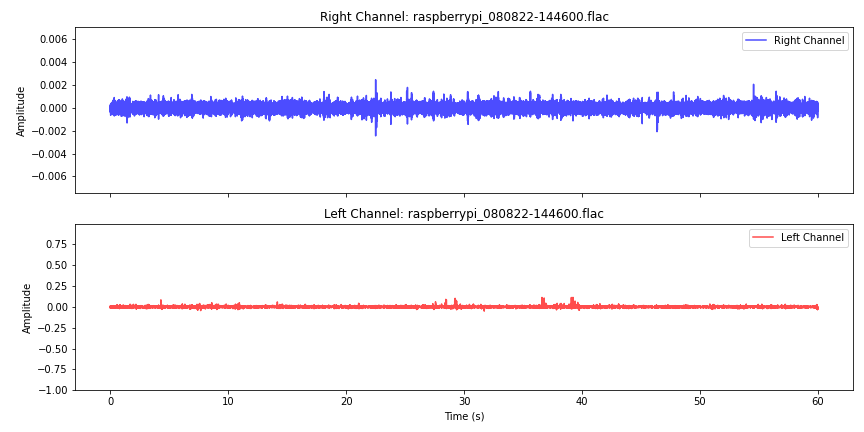 Right Channel: raspberrypi_080822-144600.flac
Right Channel
0.006
0.004
0.002
0.000
−0.002
−0.004
−0.006
Amplitude
Left Channel: raspberrypi_080822-144600.flac
Left Channel
0.75
0.50
0.25
0.00
−0.25
−0.50
−0.75
−1.00
Amplitude
0 10 20 30 40 50 60
Time (s)